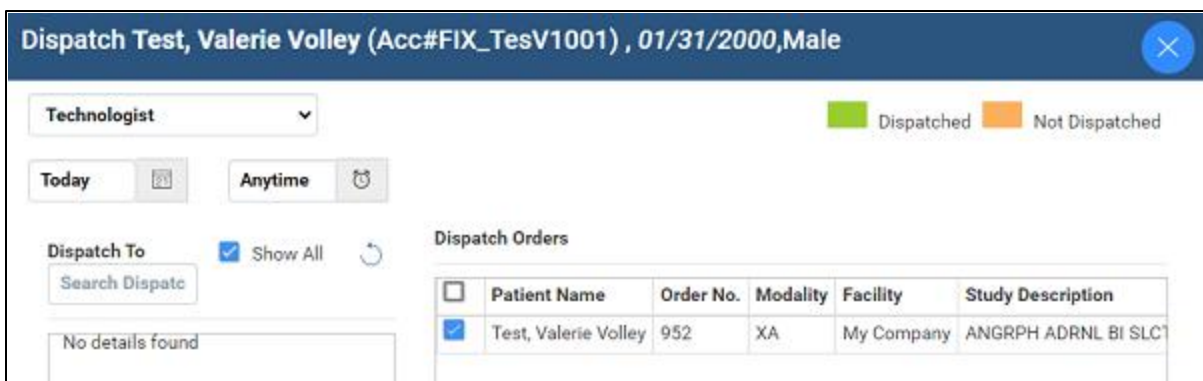 Dispatch Test, Valerie Volley (Acc#FIX_TesV1001) , 01/31/2000,Male
Technologist
Dispatched Not Dispatched
Today Anytime
Dispatch To Show All
Search Dispatc
No details found
Dispatch Orders
Patient Name Order No. Modality Facility Study Description
Test, Valerie Volley 952 XA My Company ANGRPH ADRNL BI SLCT